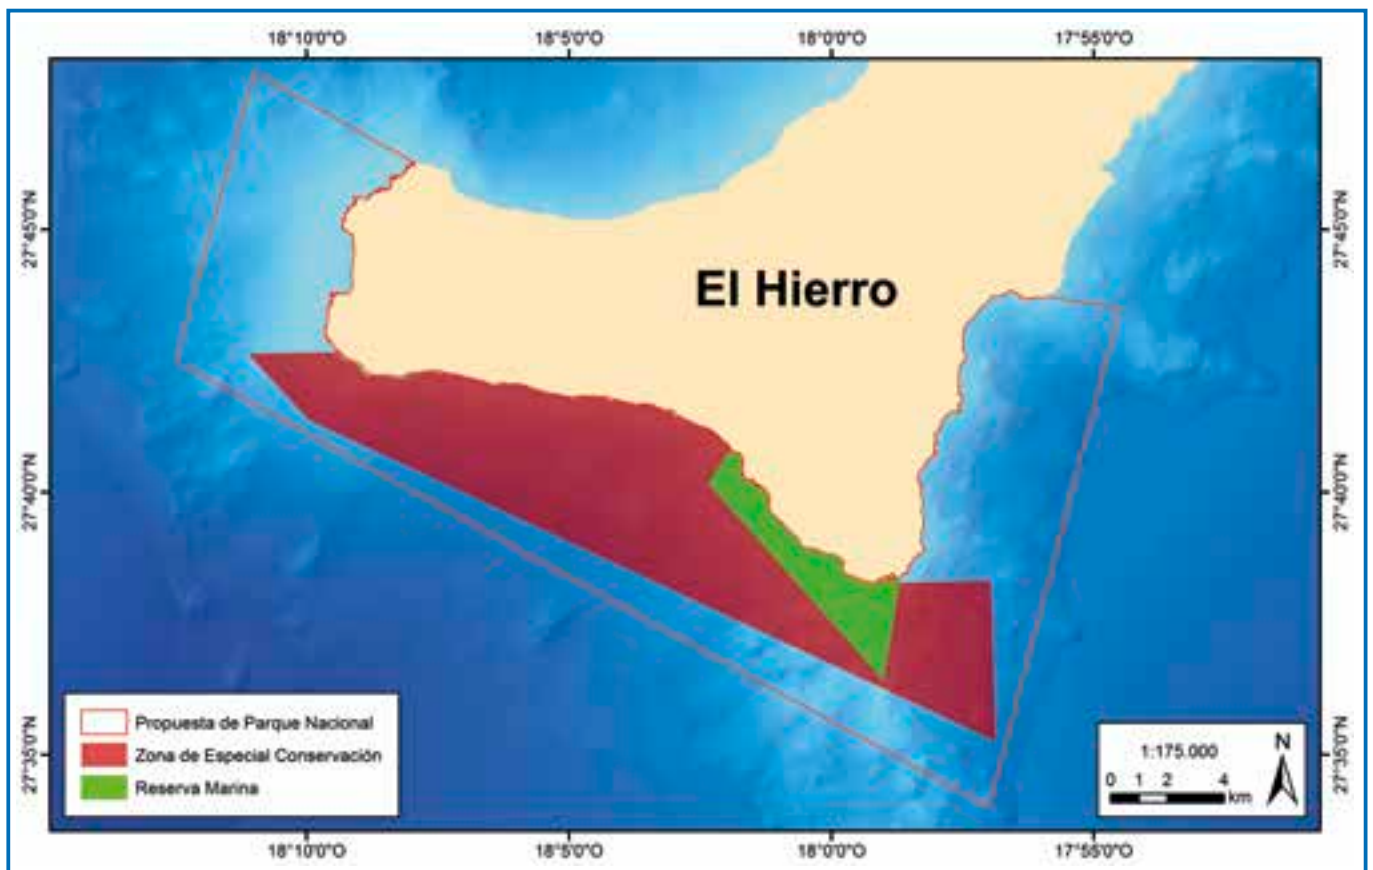 18°10'0"O 18°5'0"O 18°0'0"O 17°55'0"O
27°45'0"N 27°45'0"N
El Hierro
27°40'0"N 27°40'0"N
Propuesta de Parque Nacional
Zona de Especial Conservación
Reserva Marina
1:175.000 N
0 1 2 4 km
27°35'0"N 27°35'0"N
18°10'0"O 18°5'0"O 18°0'0"O 17°55'0"O